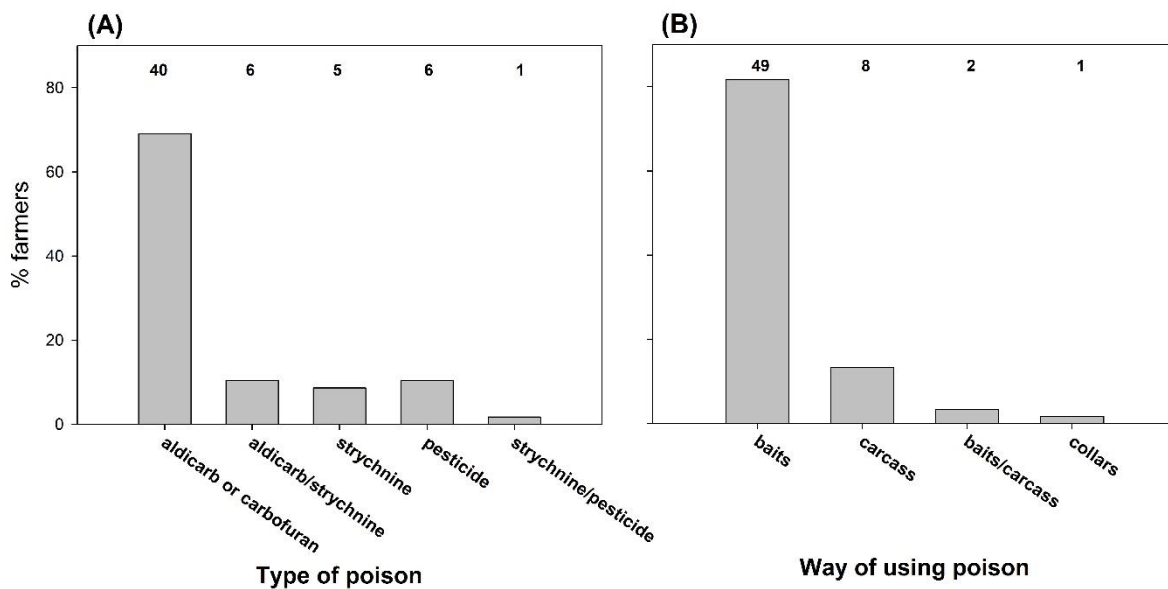 (A)
40 6 5 6 1
80
60
40
20
0
% farmers
aldicarb or carbofuran
aldicarb/strychnine
strychnine
pesticide
strychnine/pesticide
Type of poison
(B)
49 8 2 1
baits
carcass
baits/carcass
collars
Way of using poison